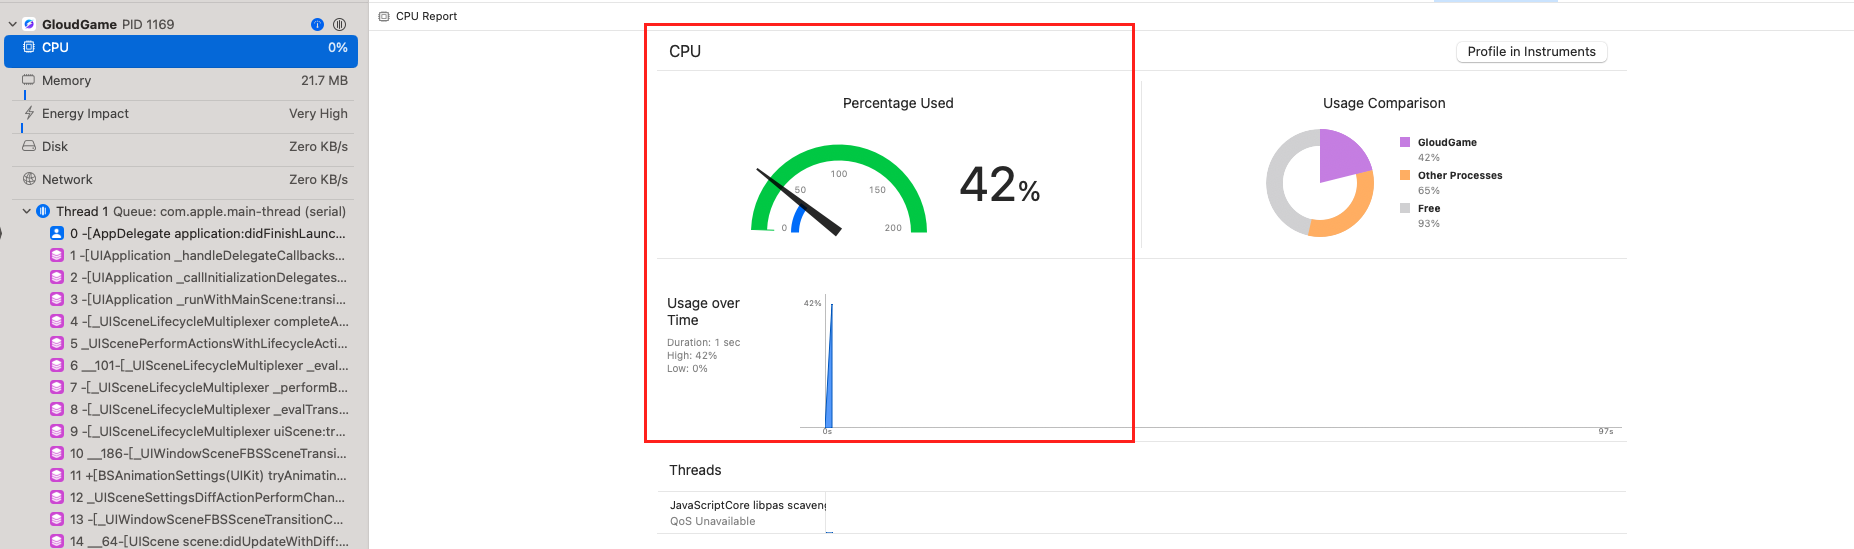 GloudGame PID 1169
CPU 0%
Memory 21.7 MB
Energy Impact Very High
Disk Zero KB/s
Network Zero KB/s
Thread 1 Queue: com.apple.main-thread (serial)
0 -[AppDelegate application:didFinishLaunc...
1 -[UIApplication _handleDelegateCallbacks...
2 -[UIApplication _callInitializationDelegates...
3 -[UIApplication _runWithMainScene:transi...
4 -[_UISceneLifecycleMultiplexer completeA...
5 _UIScenePerformActionsWithLifecycleActi...
6 __101-[_UISceneLifecycleMultiplexer _eval...
7 -[_UISceneLifecycleMultiplexer _performB...
8 -[_UISceneLifecycleMultiplexer _evalTrans...
9 -[_UISceneLifecycleMultiplexer uiScene:tr...
10 __186-[_UIWindowSceneFBSSceneTransi...
11 +[BSAnimationSettings(UIKit) tryAnimatin...
12 _UISceneSettingsDiffActionPerformChan...
13 -[_UIWindowSceneFBSSceneTransitionC...
14 __64-[UIScene scene:didUpdateWithDiff:...
CPU Report
CPU
Profile in Instruments
Percentage Used
0
50
100
150
200
42%
Usage Comparison
GloudGame
42%
Other Processes
65%
Free
93%
Usage over
Time
Duration: 1 sec
High: 42%
Low: 0%
42%
0s
97s
Threads
JavaScriptCore libpas scaven
QoS Unavailable